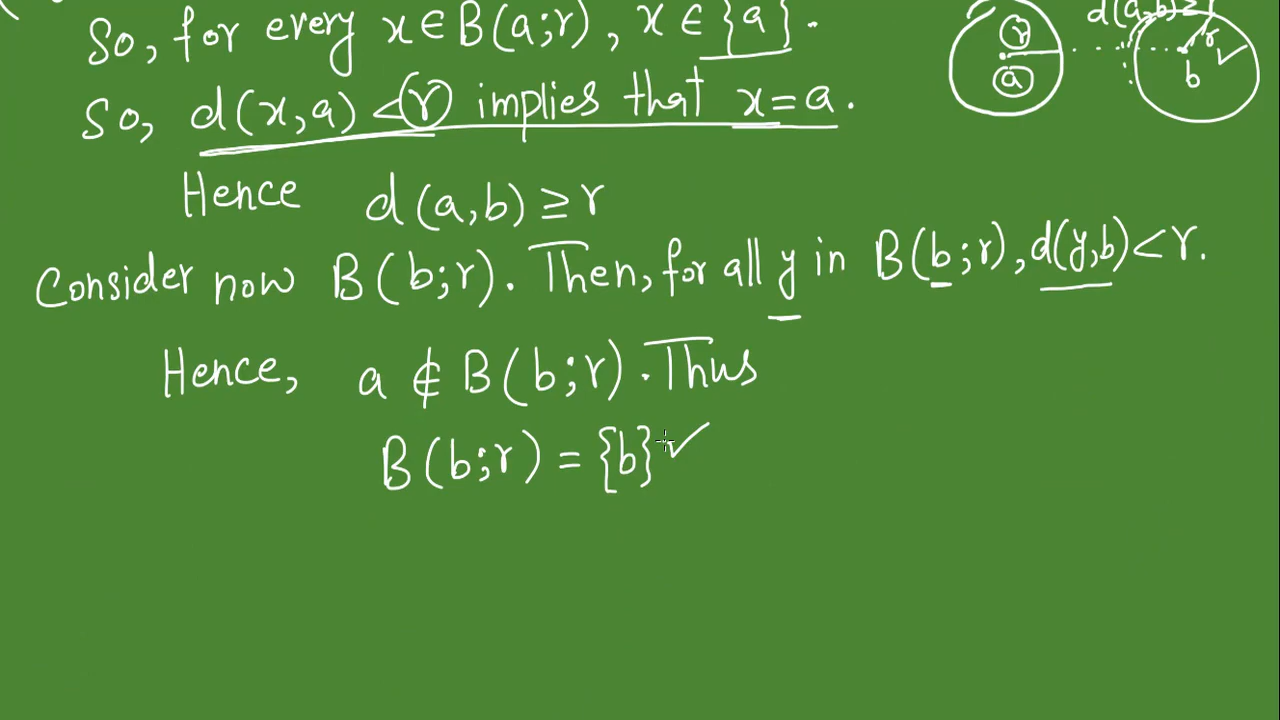 So, for every x ∈ B(a;r), x ∈ {a}.
So, d(x,a) < r implies that x = a.
Hence d(a,b) ≥ r
Consider now B(b;r). Then, for all y in B(b;r), d(y,b) < r.
Hence, a ∉ B(b;r). Thus
B(b;r) = {b} ✓
d(a,b) ≥ r
r
a
r ✓
b